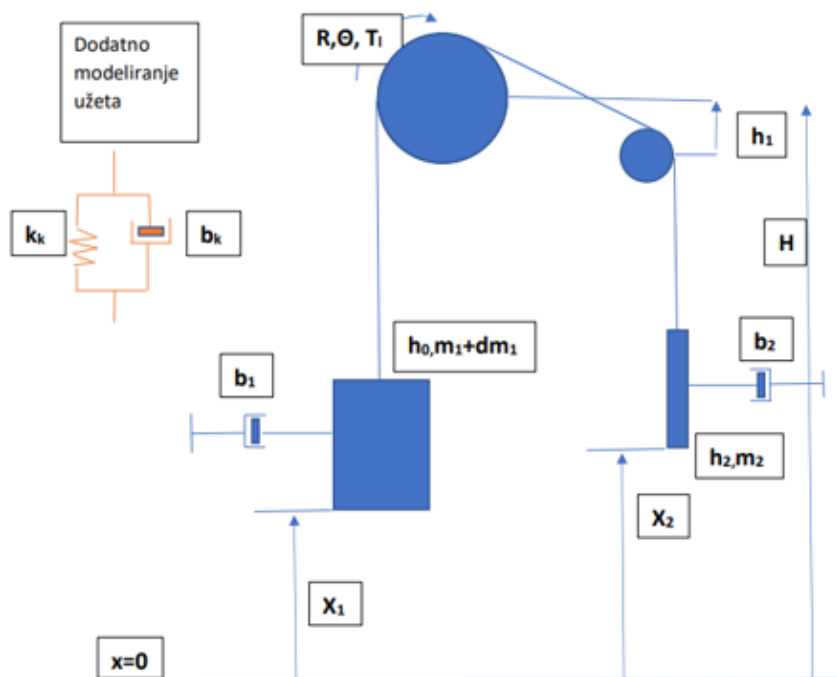 Dodatno
modeliranje
užeta
R,Θ, Tₗ
h₁
kₖ
bₖ
H
h₀,m₁+dm₁
b₂
b₁
h₂,m₂
X₂
X₁
x=0